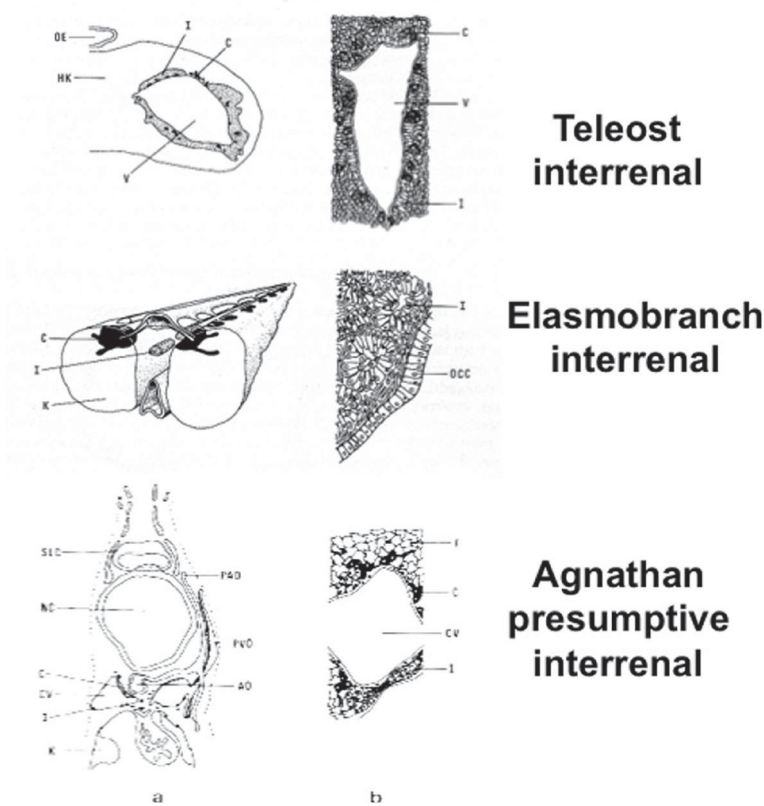 OE
I
C
HK
V
C
V
I
Teleost
interrenal
C
I
K
I
OCC
Elasmobranch
interrenal
SLC
NC
C
CV
I
K
PAO
PVO
AO
C
CV
I
Agnathan
presumptive
interrenal
a
b